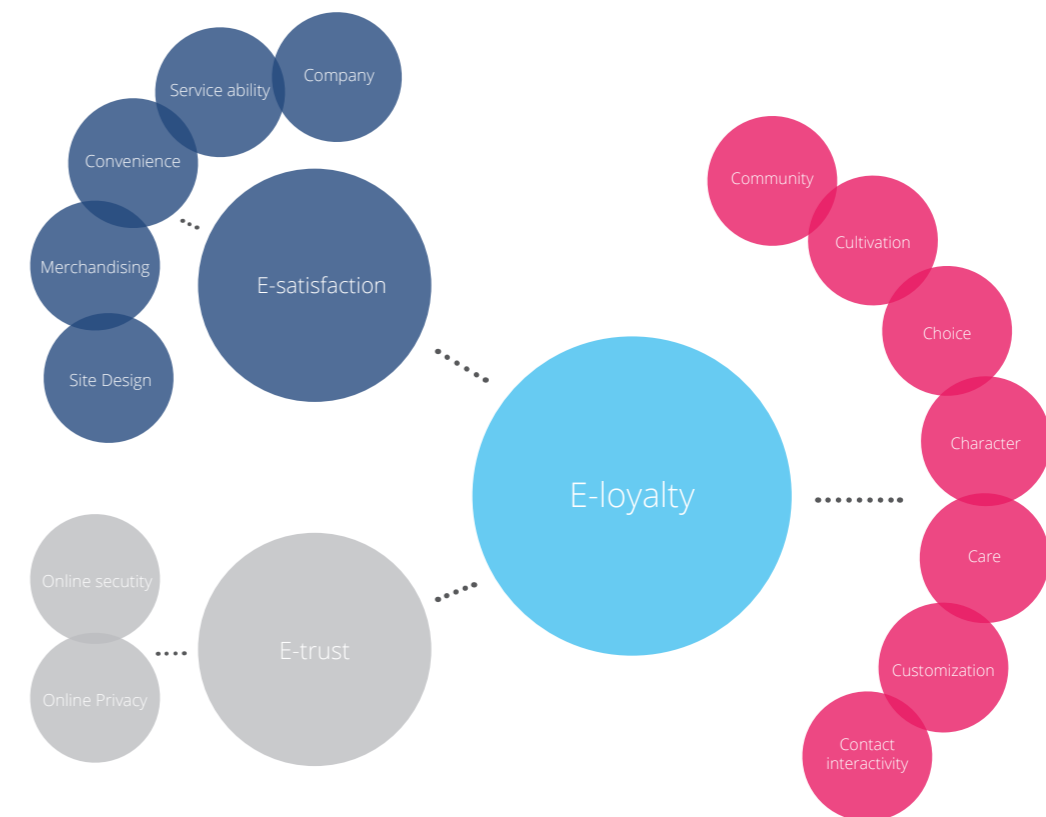 Company
Service ability
Convenience
Merchandising
Site Design
E-satisfaction
Online secutity
Online Privacy
E-trust
E-loyalty
Community
Cultivation
Choice
Character
Care
Customization
Contact
interactivity